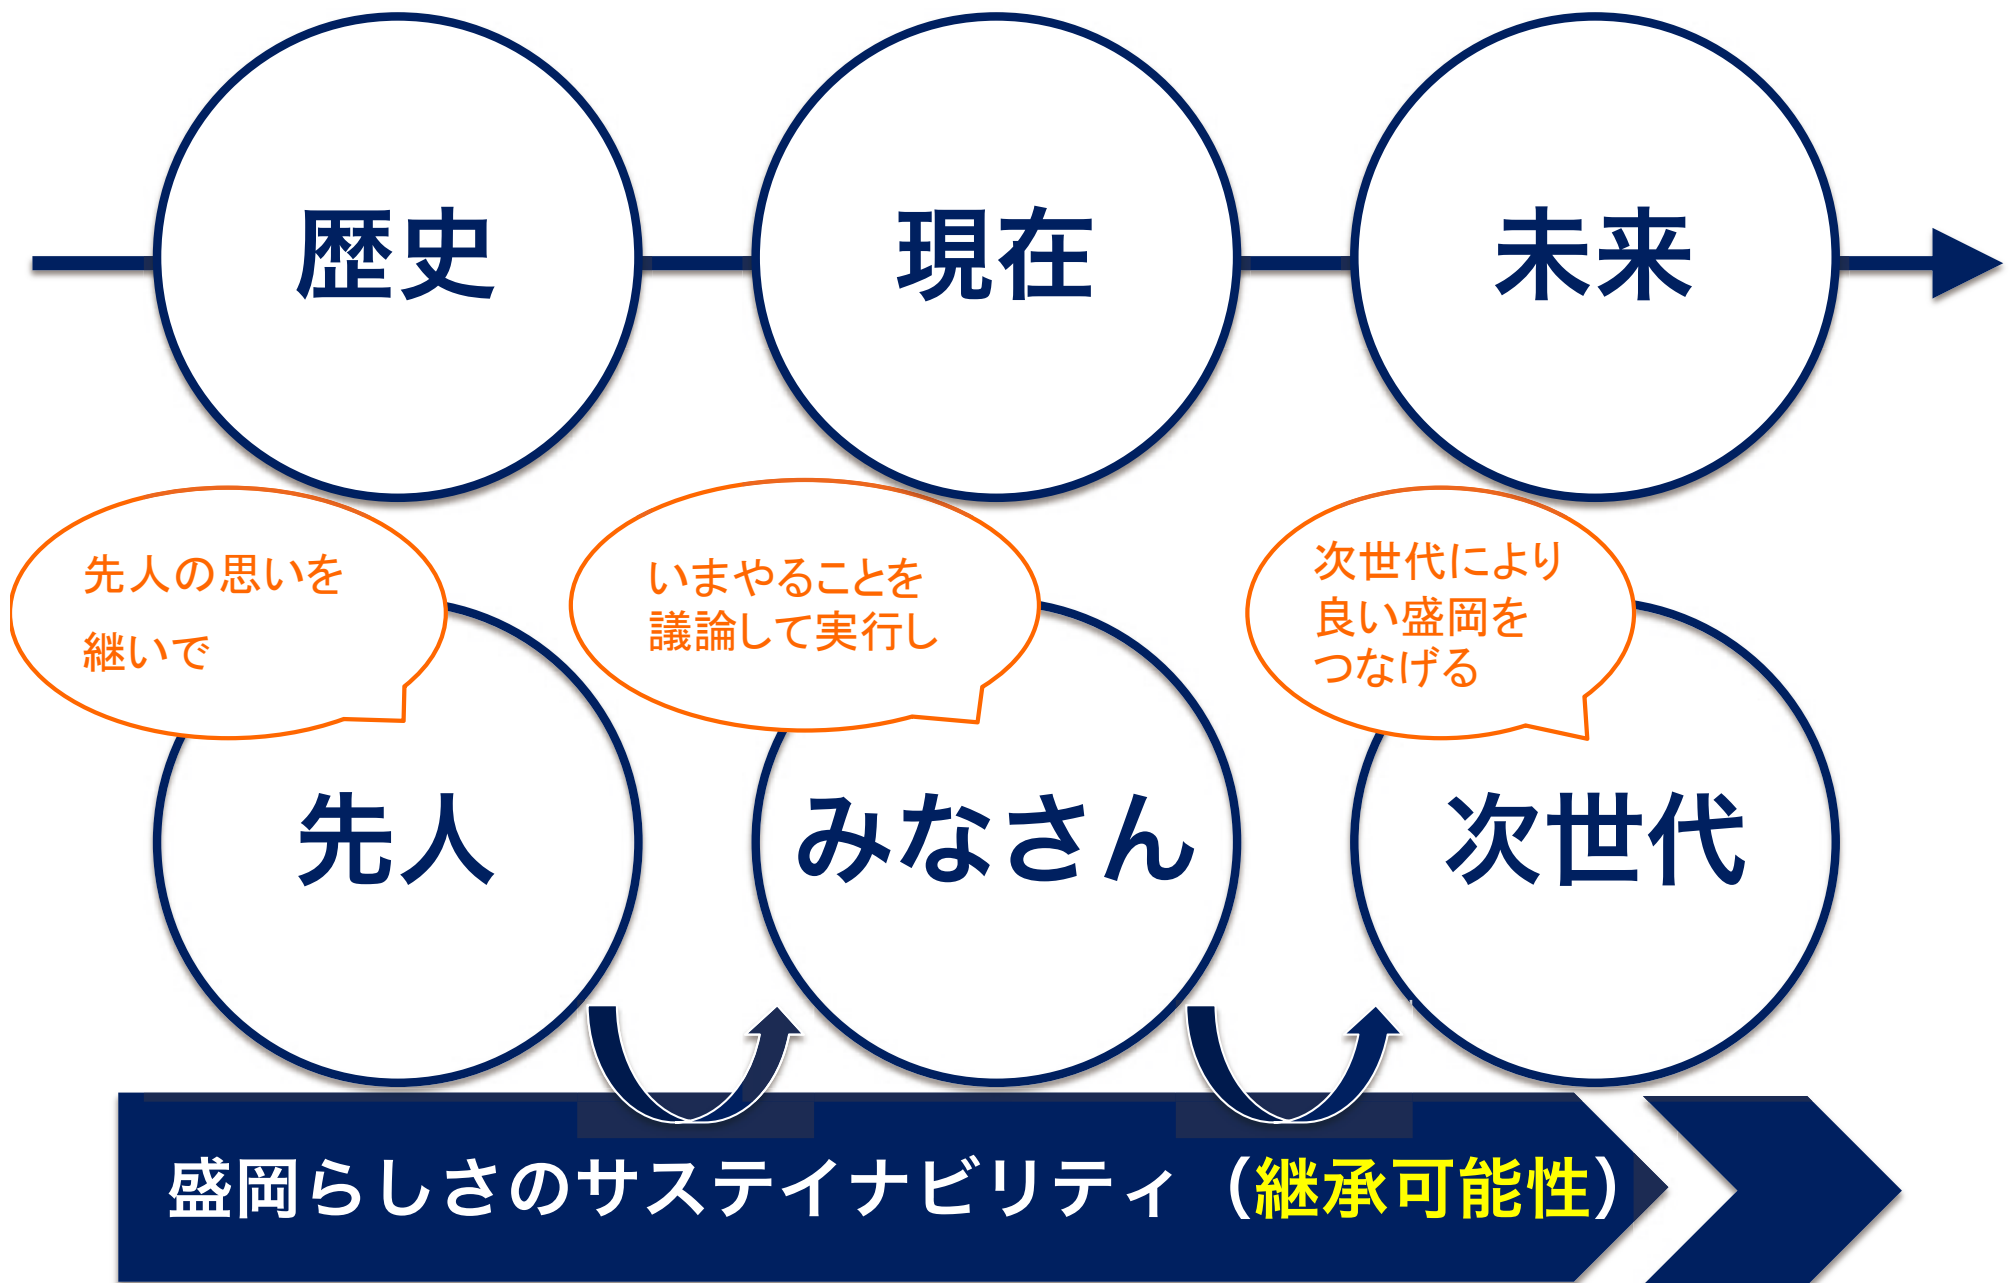 歴史
現在
未来
先人の思いを
継いで
いまやることを
議論して実行し
次世代により
良い盛岡を
つなげる
先人
みなさん
次世代
盛岡らしさのサステイナビリティ（継承可能性）